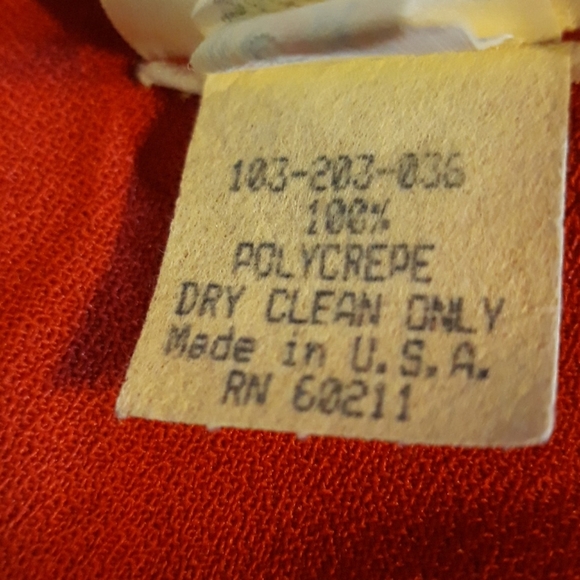 103-203-036
100%
POLYCREPE
DRY CLEAN ONLY
Made in U.S.A.
RN 60211